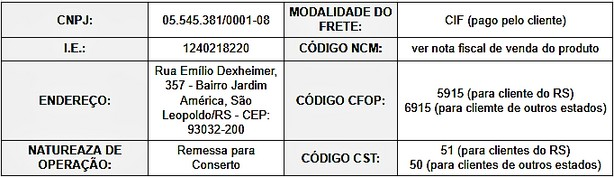 CNPJ: 05.545.381/0001-08 MODALIDADE DO FRETE: CIF (pago pelo cliente)
I.E.: 1240218220 CÓDIGO NCM: ver nota fiscal de venda do produto
ENDEREÇO:
Rua Emílio Dexheimer,
357 - Bairro Jardim
América, São
Leopoldo/RS - CEP:
93032-200
CÓDIGO CFOP:
5915 (para cliente do RS)
6915 (para cliemte de outros estados)
NATUREAZA DE
OPERAÇÃO:
Remessa para
Conserto
CÓDIGO CST:
51 (para clientes do RS)
50 (para clientes de outros estados)